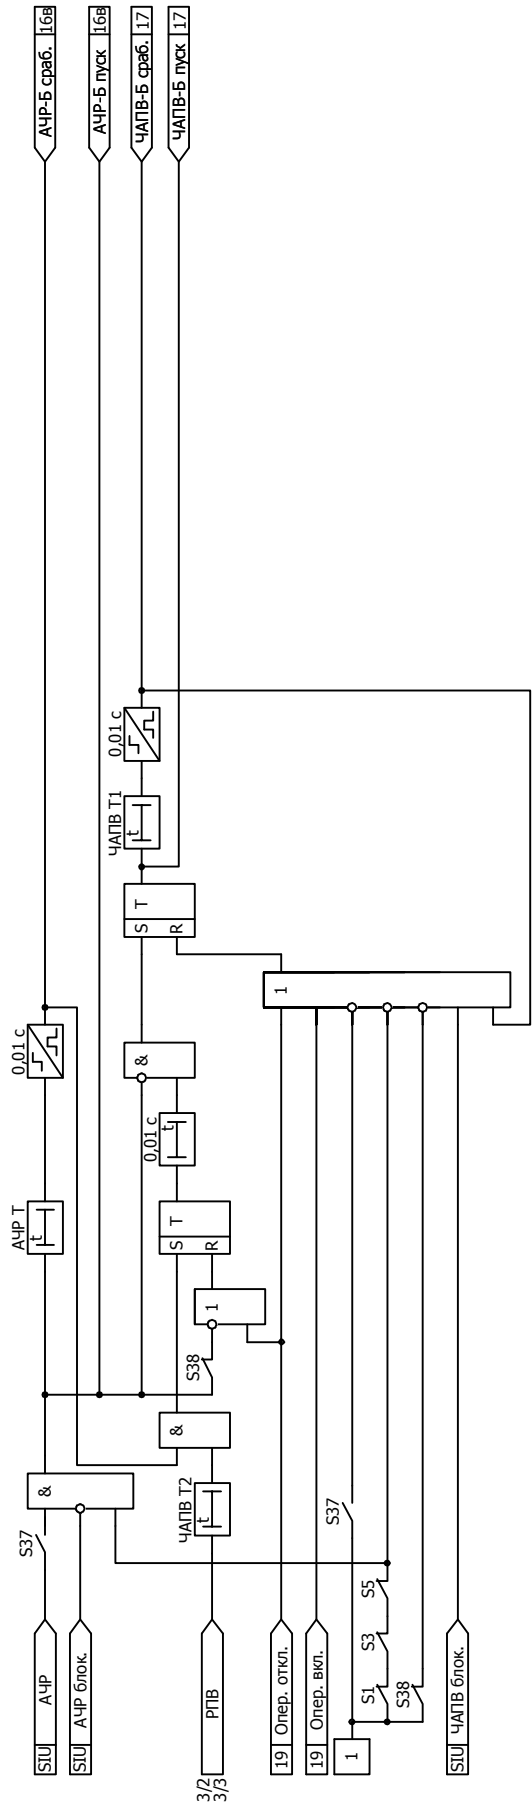 АЧР-Б сраб. 16в
АЧР-Б пуск 16в
ЧАПВ-Б сраб. 17
ЧАПВ-Б пуск 17
0,01 с
ЧАПВ Т1
t
Т
S
R
1
0,01 с
&
0,01 с
t
АЧР Т
t
Т
S
R
1
S38
&
&
ЧАПВ Т2
t
S37
S37
S5
S3
S1
S38
SIU АЧР
SIU АЧР блок.
3/2
3/3
РПВ
19 Опер. откл.
19 Опер. вкл.
1
SIU ЧАПВ блок.